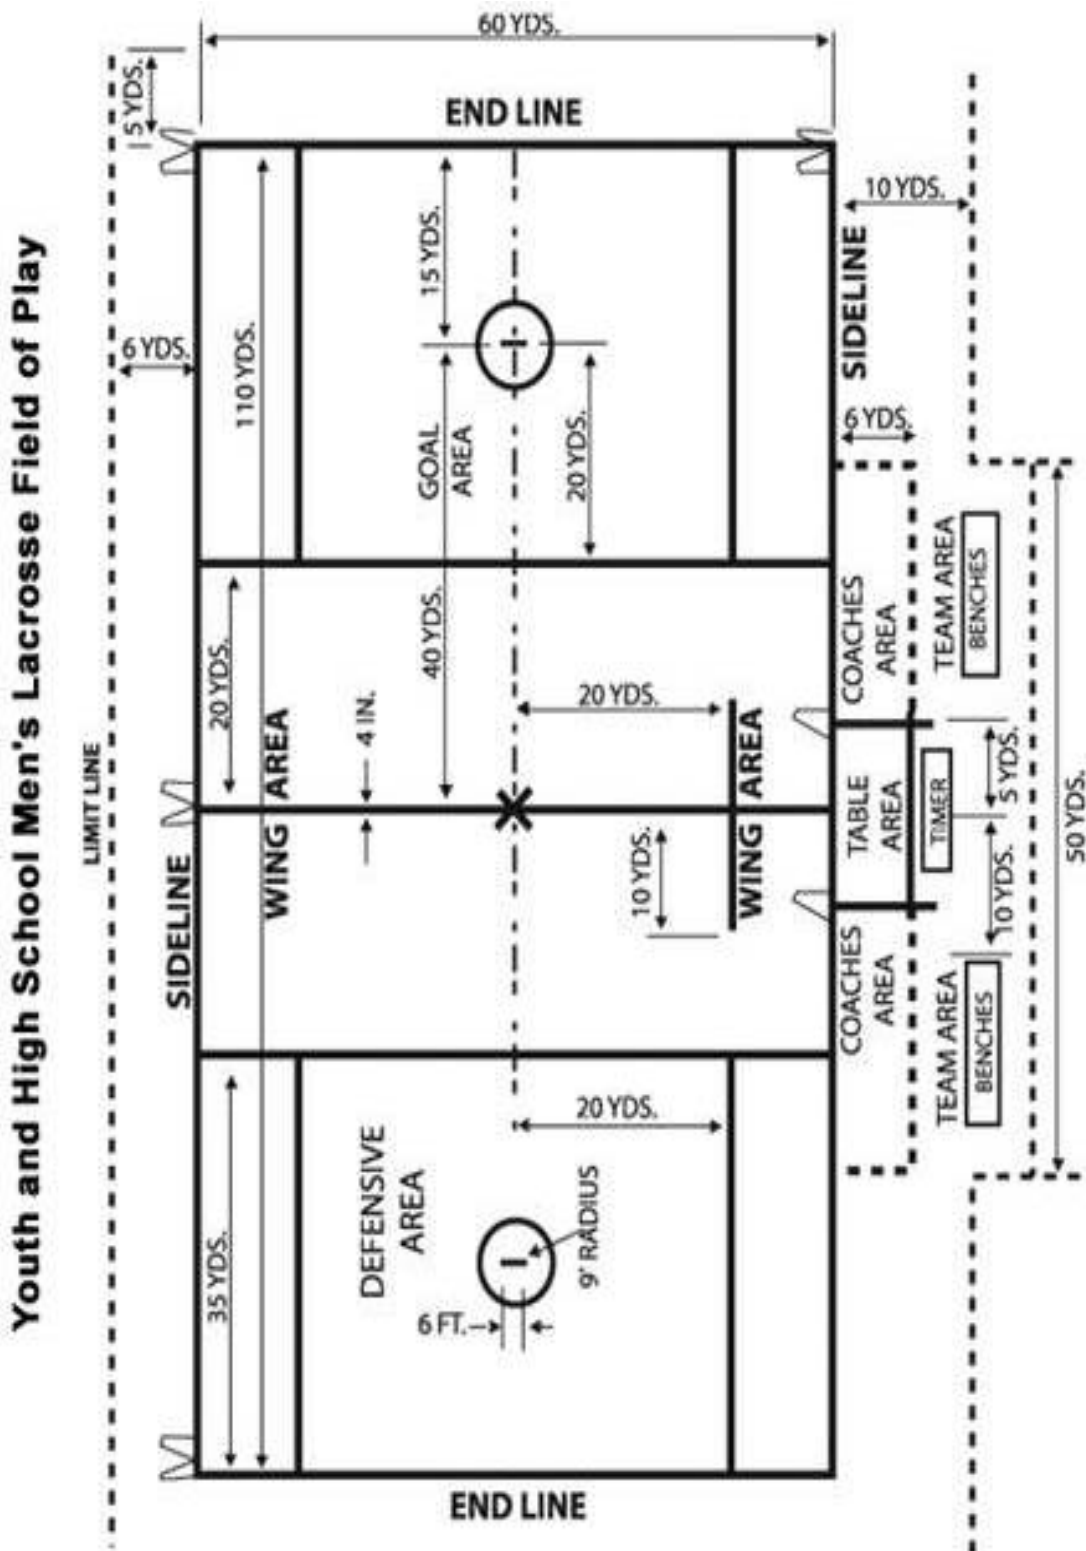 Youth and High School Men's Lacrosse Field of Play
60 YDS.
5 YDS.
END LINE
10 YDS.
6 YDS.
110 YDS.
15 YDS.
SIDELINE
6 YDS.
GOAL
AREA
20 YDS.
40 YDS.
20 YDS.
4 IN.
20 YDS.
WING AREA
WING AREA
10 YDS.
LIMIT LINE
SIDELINE
COACHES
AREA
TEAM AREA
BENCHES
TABLE
AREA
TIMER
5 YDS.
10 YDS.
50 YDS.
COACHES
AREA
TEAM AREA
BENCHES
20 YDS.
DEFENSIVE
AREA
9' RADIUS
6 FT.
35 YDS.
END LINE